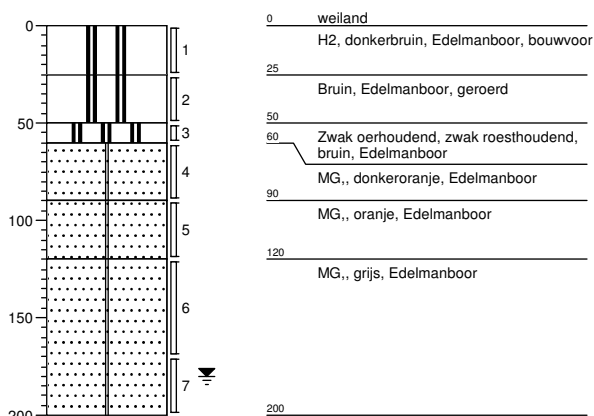 0
50
100
150
200
1
2
3
4
5
6
7
0 weiland
H2, donkerbruin, Edelmanboor, bouwvoor
25
Bruin, Edelmanboor, geroerd
50
60 Zwak oerhoudend, zwak roesthoudend,
bruin, Edelmanboor
MG,, donkeroranje, Edelmanboor
90
MG,, oranje, Edelmanboor
120
MG,, grijs, Edelmanboor
200